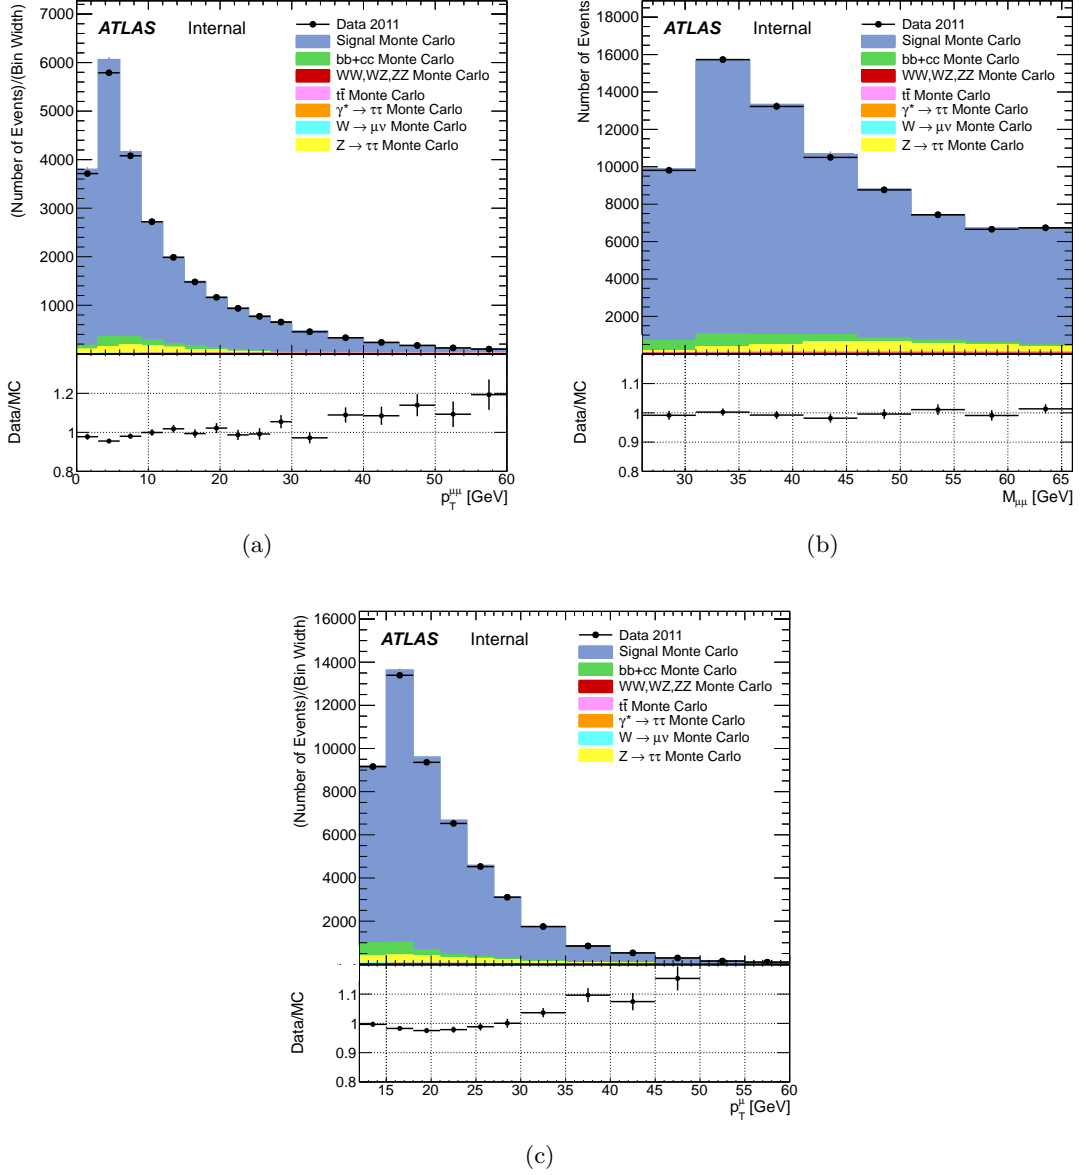 ATLAS Internal
Data 2011
Signal Monte Carlo
bb+cc Monte Carlo
WW,WZ,ZZ Monte Carlo
tt̄ Monte Carlo
γ* → ττ Monte Carlo
W → μν Monte Carlo
Z → ττ Monte Carlo
(Number of Events)/(Bin Width)
7000
6000
5000
4000
3000
2000
1000
Data/MC
1.2
1
0.8
0 10 20 30 40 50 60
p_T^μμ [GeV]
(a)
ATLAS Internal
Data 2011
Signal Monte Carlo
bb+cc Monte Carlo
WW,WZ,ZZ Monte Carlo
tt̄ Monte Carlo
γ* → ττ Monte Carlo
W → μν Monte Carlo
Z → ττ Monte Carlo
Number of Events
18000
16000
14000
12000
10000
8000
6000
4000
2000
Data/MC
1.1
1
0.9
0.8
30 35 40 45 50 55 60 65
M_μμ [GeV]
(b)
ATLAS Internal
Data 2011
Signal Monte Carlo
bb+cc Monte Carlo
WW,WZ,ZZ Monte Carlo
tt̄ Monte Carlo
γ* → ττ Monte Carlo
W → μν Monte Carlo
Z → ττ Monte Carlo
(Number of Events)/(Bin Width)
16000
14000
12000
10000
8000
6000
4000
2000
Data/MC
1.1
1
0.9
0.8
15 20 25 30 35 40 45 50 55 60
p_T^μ [GeV]
(c)